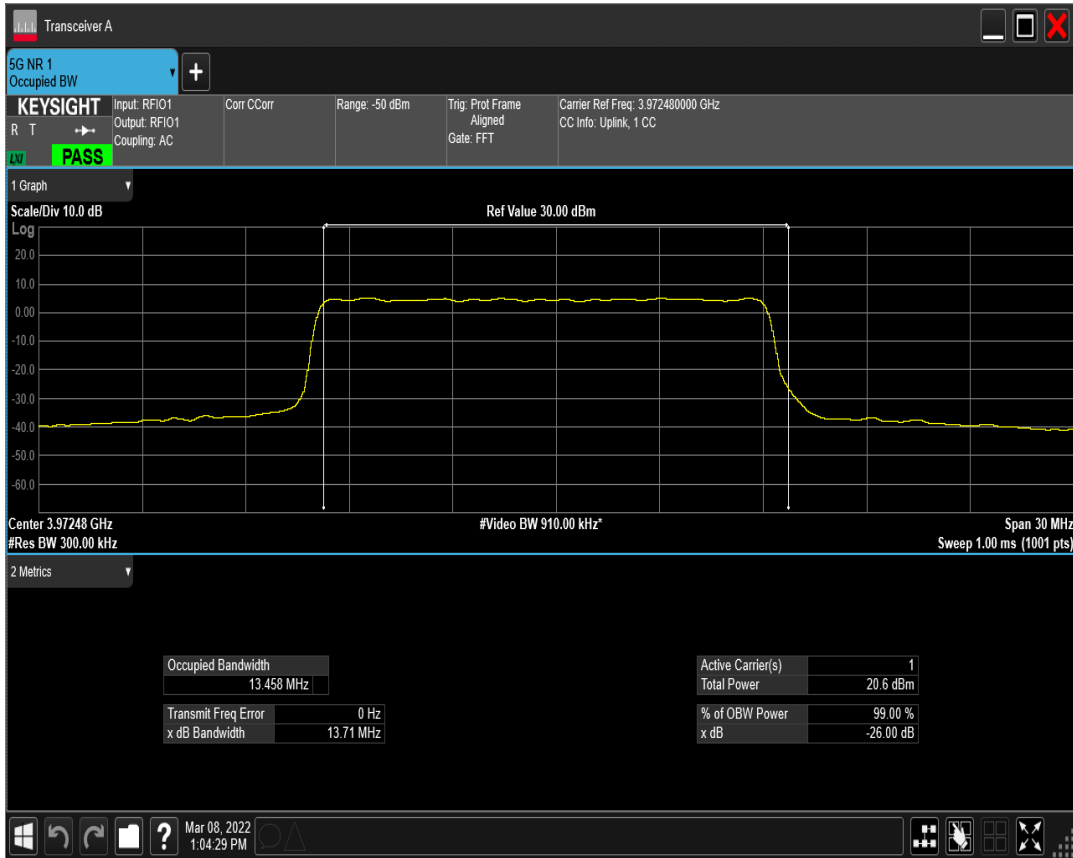 Transceiver A
5G NR 1
Occupied BW
+
KEYSIGHT
R T
LXI PASS
Input: RFIO1
Output: RFIO1
Coupling: AC
Corr CCorr
Range: -50 dBm
Trig: Prot Frame
Aligned
Gate: FFT
Carrier Ref Freq: 3.972480000 GHz
CC Info: Uplink, 1 CC
1 Graph
Scale/Div 10.0 dB
Ref Value 30.00 dBm
Log
20.0
10.0
0.00
-10.0
-20.0
-30.0
-40.0
-50.0
-60.0
Center 3.97248 GHz
#Video BW 910.00 kHz*
Span 30 MHz
#Res BW 300.00 kHz
Sweep 1.00 ms (1001 pts)
2 Metrics
Occupied Bandwidth
13.458 MHz
Transmit Freq Error 0 Hz
x dB Bandwidth 13.71 MHz
Active Carrier(s) 1
Total Power 20.6 dBm
% of OBW Power 99.00 %
x dB -26.00 dB
?
Mar 08, 2022
1:04:29 PM